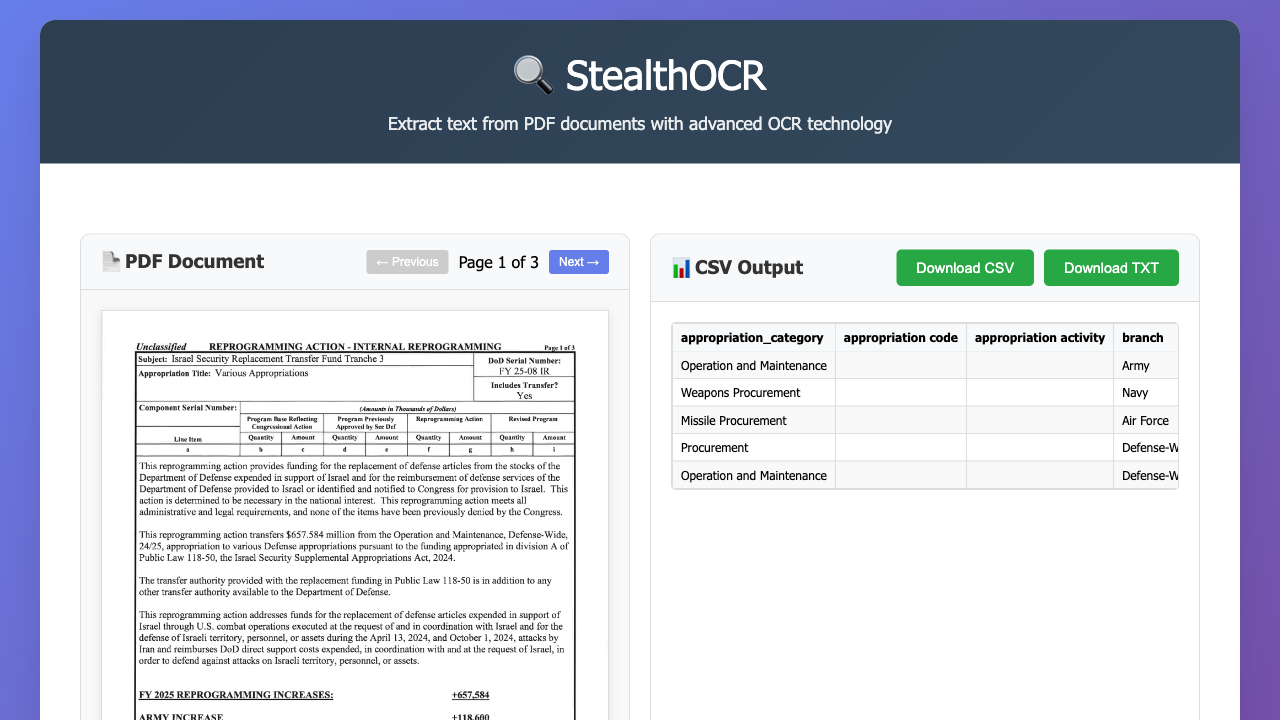 StealthOCR
Extract text from PDF documents with advanced OCR technology
PDF Document
← Previous
Page 1 of 3
Next →
Unclassified
REPROGRAMMING ACTION - INTERNAL REPROGRAMMING
Page 1 of 3
Subject: Israel Security Replacement Transfer Fund Tranche 3
DoD Serial Number:
FY 25-08 IR
Appropriation Title: Various Appropriations
Includes Transfer?
Yes
Component Serial Number:
(Amounts in Thousands of Dollars)
Program Base Reflecting Congressional Action
Program Previously Approved by Sec Def
Reprogramming Action
Revised Program
Line Item
Quantity
Amount
Quantity
Amount
Quantity
Amount
Quantity
Amount
a
b
c
d
e
f
g
h
i
This reprogramming action provides funding for the replacement of defense articles from the stocks of the
Department of Defense expended in support of Israel and for the reimbursement of defense services of the
Department of Defense provided to Israel or identified and notified to Congress for provision to Israel. This
action is determined to be necessary in the national interest. This reprogramming action meets all
administrative and legal requirements, and none of the items have been previously denied by the Congress.
This reprogramming action transfers $657.584 million from the Operation and Maintenance, Defense-Wide,
24/25, appropriation to various Defense appropriations pursuant to the funding appropriated in division A of
Public Law 118-50, the Israel Security Supplemental Appropriations Act, 2024.
The transfer authority provided with the replacement funding in Public Law 118-50 is in addition to any
other transfer authority available to the Department of Defense.
This reprogramming action addresses funds for the replacement of defense articles expended in support of
Israel through U.S. combat operations executed at the request of and in coordination with Israel and for the
defense of Israeli territory, personnel, or assets during the April 13, 2024, and October 1, 2024, attacks by
Iran and reimburses DoD direct support costs expended, in coordination with and at the request of Israel, in
order to defend against attacks on Israeli territory, personnel, or assets.
FY 2025 REPROGRAMMING INCREASES: +657,584
ARMY INCREASE +118,600
CSV Output
Download CSV
Download TXT
appropriation_category appropriation code appropriation activity branch
Operation and Maintenance Army
Weapons Procurement Navy
Missile Procurement Air Force
Procurement Defense-W
Operation and Maintenance Defense-W